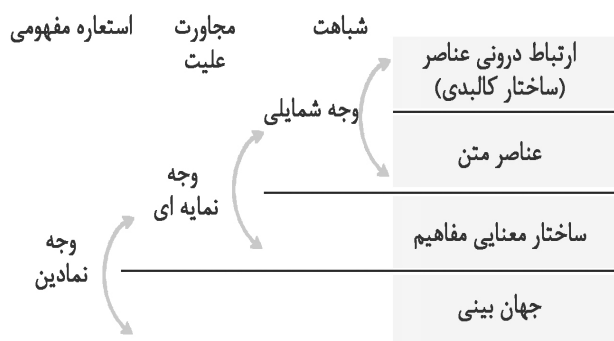 شباهت
مجاورت
علیت
استعاره مفهومی
ارتباط درونی عناصر
(ساختار کالبدی)
وجه شمایلی
عناصر متن
وجه
نمایه ای
ساختار معنایی مفاهیم
وجه
نمادین
جهان بینی